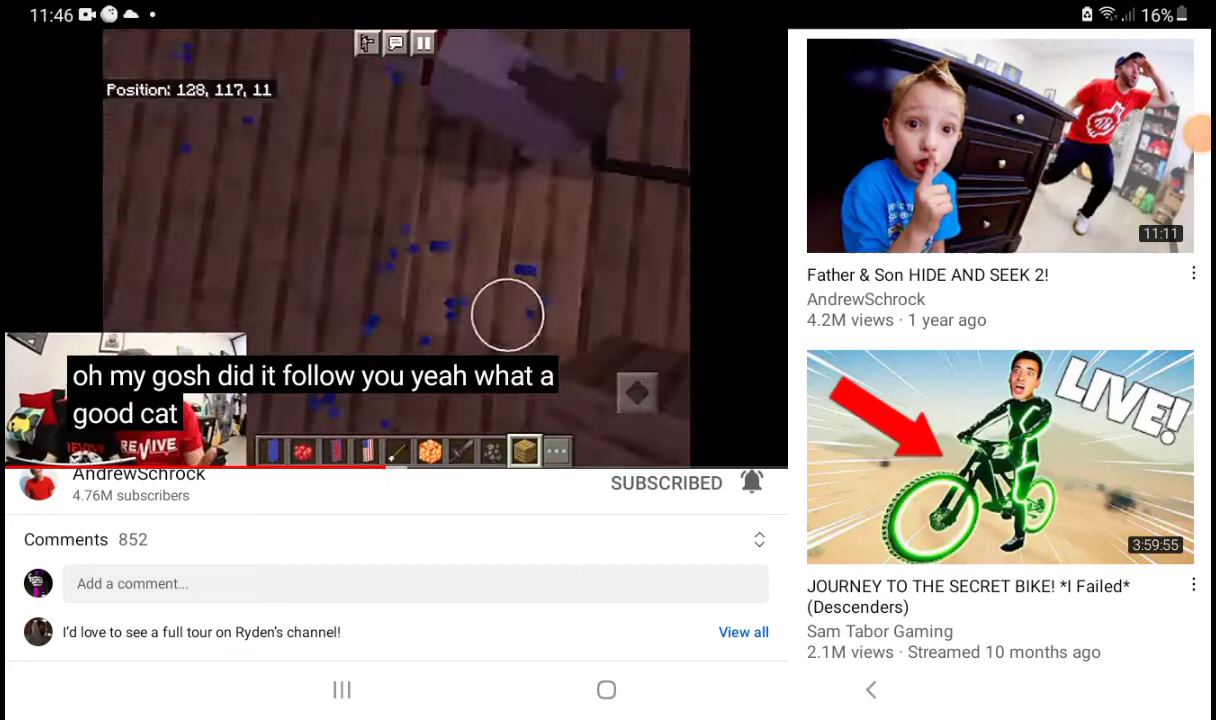 11:46
16%
Position: 128, 117, 11
oh my gosh did it follow you yeah what a
good cat
REVIVE
AndrewSchrock
4.76M subscribers
SUBSCRIBED
Comments 852
Add a comment...
I'd love to see a full tour on Ryden's channel!
View all
11:11
Father & Son HIDE AND SEEK 2!
AndrewSchrock
4.2M views · 1 year ago
LIVE!
3:59:55
JOURNEY TO THE SECRET BIKE! *I Failed*
(Descenders)
Sam Tabor Gaming
2.1M views · Streamed 10 months ago